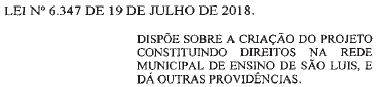 LEI Nº 6.347 DE 19 DE JULHO DE 2018.
DISPÕE SOBRE A CRIAÇÃO DO PROJETO
CONSTITUINDO DIREITOS NA REDE
MUNICIPAL DE ENSINO DE SÃO LUIS, E
DÁ OUTRAS PROVIDÊNCIAS.